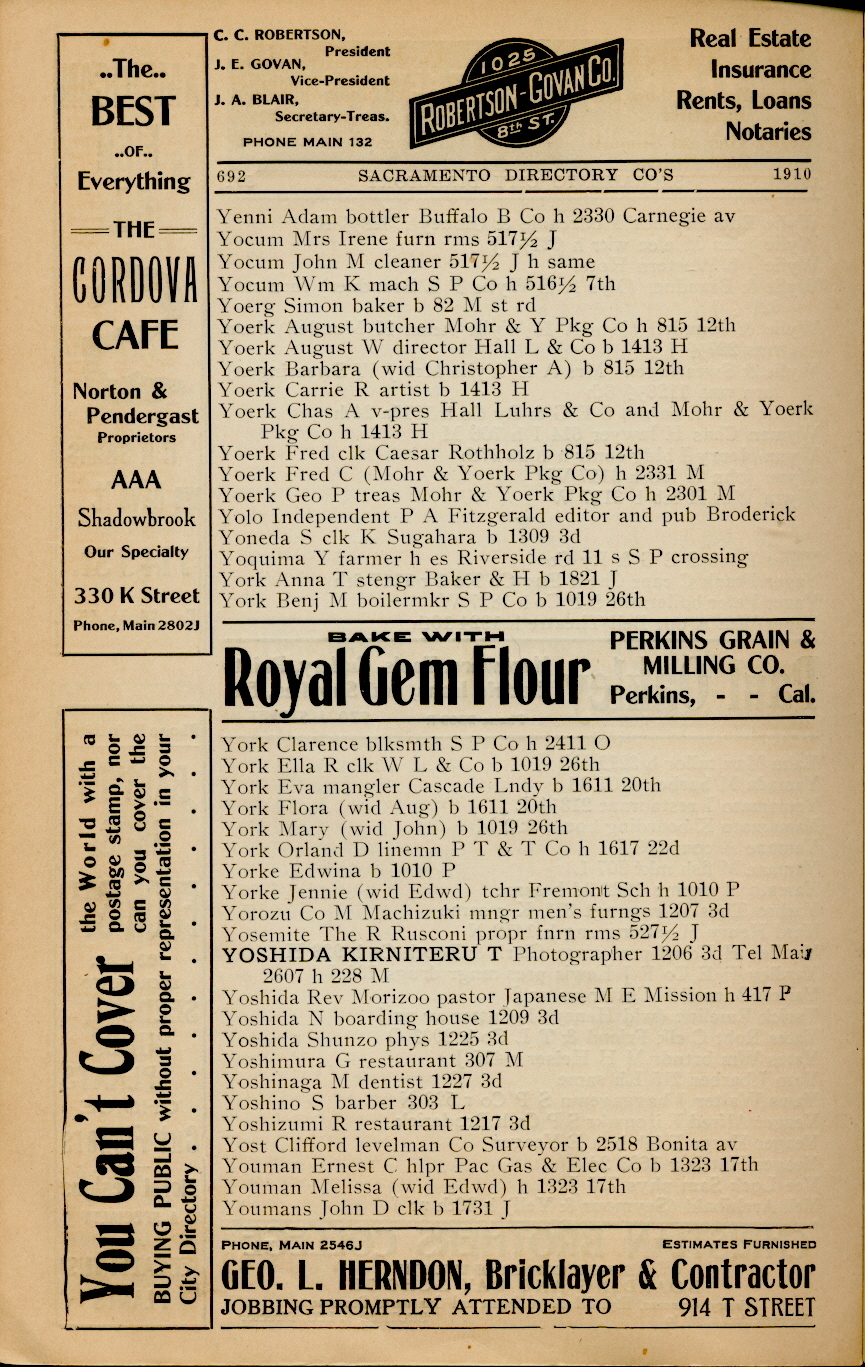 ..The..
BEST
..OF..
Everything
THE
CORDOVA
CAFE
Norton &
Pendergast
Proprietors
AAA
Shadowbrook
Our Specialty
330 K Street
Phone, Main 2802J
You Can't Cover
the World with a
postage stamp, nor
can you cover the
BUYING PUBLIC without proper representation in your
City Directory . . . . . . . . .
C. C. ROBERTSON,
President
J. E. GOVAN,
Vice-President
J. A. BLAIR,
Secretary-Treas.
PHONE MAIN 132
1025
ROBERTSON-GOVAN CO.
8th ST.
Real Estate
Insurance
Rents, Loans
Notaries
692 SACRAMENTO DIRECTORY CO'S 1910
Yenni Adam bottler Buffalo B Co h 2330 Carnegie av
Yocum Mrs Irene furn rms 517½ J
Yocum John M cleaner 517½ J h same
Yocum Wm K mach S P Co h 516½ 7th
Yoerg Simon baker b 82 M st rd
Yoerk August butcher Mohr & Y Pkg Co h 815 12th
Yoerk August W director Hall L & Co b 1413 H
Yoerk Barbara (wid Christopher A) b 815 12th
Yoerk Carrie R artist b 1413 H
Yoerk Chas A v-pres Hall Luhrs & Co and Mohr & Yoerk
Pkg Co h 1413 H
Yoerk Fred clk Caesar Rothholz b 815 12th
Yoerk Fred C (Mohr & Yoerk Pkg Co) h 2331 M
Yoerk Geo P treas Mohr & Yoerk Pkg Co h 2301 M
Yolo Independent P A Fitzgerald editor and pub Broderick
Yoneda S clk K Sugahara b 1309 3d
Yoquima Y farmer h es Riverside rd 11 s S P crossing
York Anna T stengr Baker & H b 1821 J
York Benj M boilermkr S P Co b 1019 26th
BAKE WITH
Royal Gem Flour
PERKINS GRAIN &
MILLING CO.
Perkins, - - Cal.
York Clarence blksmth S P Co h 2411 O
York Ella R clk W L & Co b 1019 26th
York Eva mangler Cascade Lndy b 1611 20th
York Flora (wid Aug) b 1611 20th
York Mary (wid John) b 1019 26th
York Orland D linemn P T & T Co h 1617 22d
Yorke Edwina b 1010 P
Yorke Jennie (wid Edwd) tchr Fremont Sch h 1010 P
Yorozu Co M Machizuki mngr men's furngs 1207 3d
Yosemite The R Rusconi propr fnrn rms 527½ J
YOSHIDA KIRNITERU T Photographer 1206 3d Tel Main
2607 h 228 M
Yoshida Rev Morizoo pastor Japanese M E Mission h 417 P
Yoshida N boarding house 1209 3d
Yoshida Shunzo phys 1225 3d
Yoshimura G restaurant 307 M
Yoshinaga M dentist 1227 3d
Yoshino S barber 303 L
Yoshizumi R restaurant 1217 3d
Yost Clifford levelman Co Surveyor b 2518 Bonita av
Youman Ernest C hlpr Pac Gas & Elec Co b 1323 17th
Youman Melissa (wid Edwd) h 1323 17th
Youmans John D clk b 1731 J
PHONE, MAIN 2546J ESTIMATES FURNISHED
GEO. L. HERNDON, Bricklayer & Contractor
JOBBING PROMPTLY ATTENDED TO 914 T STREET